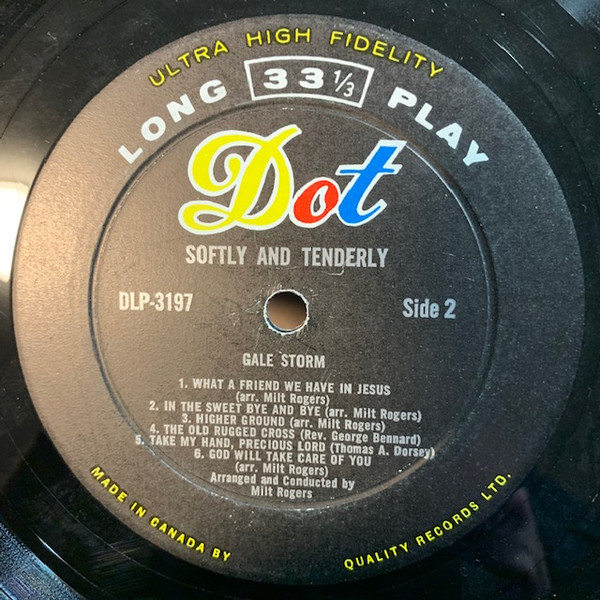 ULTRA HIGH FIDELITY
LONG 33 1/3 PLAY
Dot
SOFTLY AND TENDERLY
DLP-3197 Side 2
GALE STORM
1. WHAT A FRIEND WE HAVE IN JESUS
(arr. Milt Rogers)
2. IN THE SWEET BYE AND BYE (arr. Milt Rogers)
3. HIGHER GROUND (arr. Milt Rogers)
4. THE OLD RUGGED CROSS (Rev. George Bennard)
5. TAKE MY HAND, PRECIOUS LORD (Thomas A. Dorsey)
6. GOD WILL TAKE CARE OF YOU
(arr. Milt Rogers)
Arranged and Conducted by
Milt Rogers
MADE IN CANADA BY QUALITY RECORDS LTD.